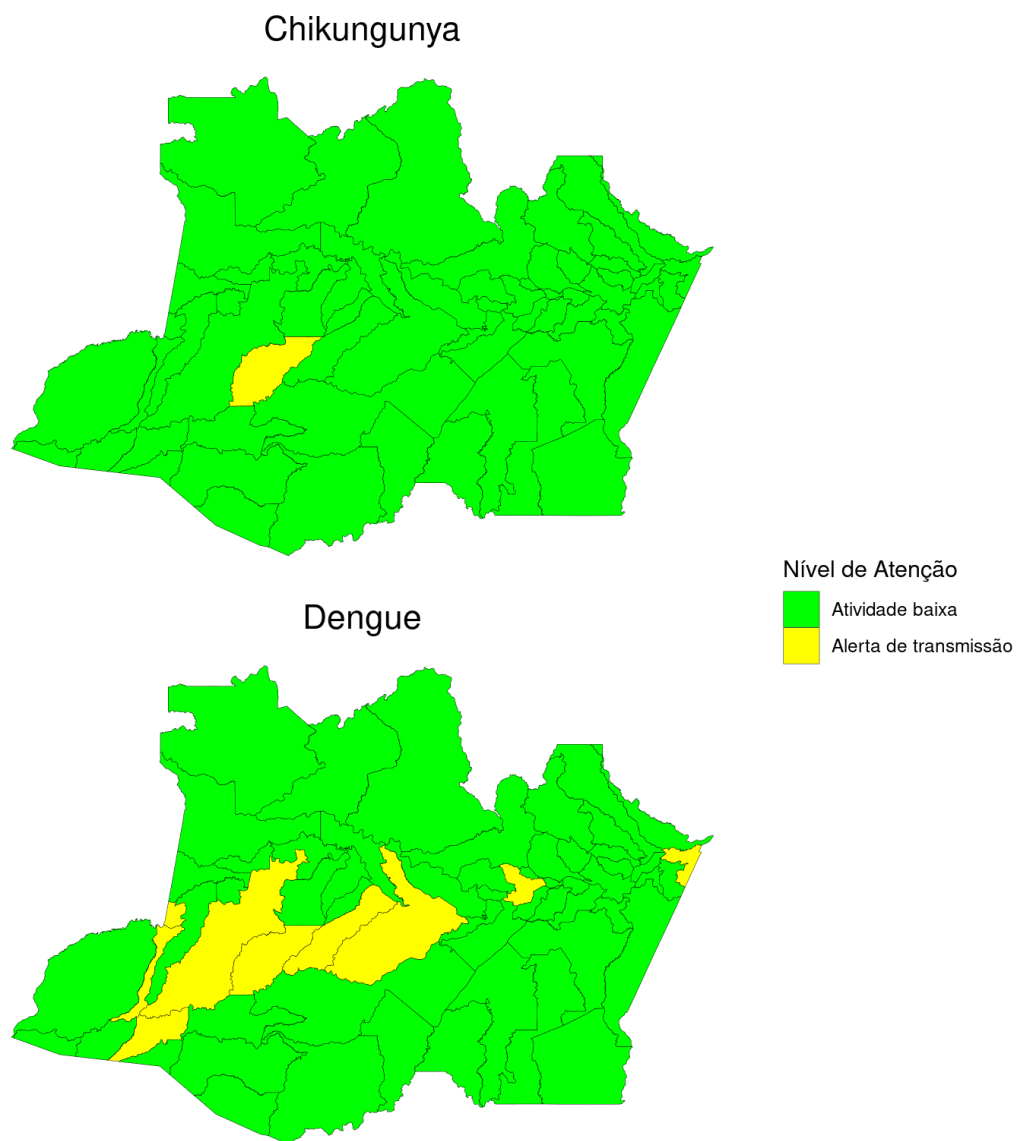 Chikungunya
Nível de Atenção
Atividade baixa
Alerta de transmissão
Dengue